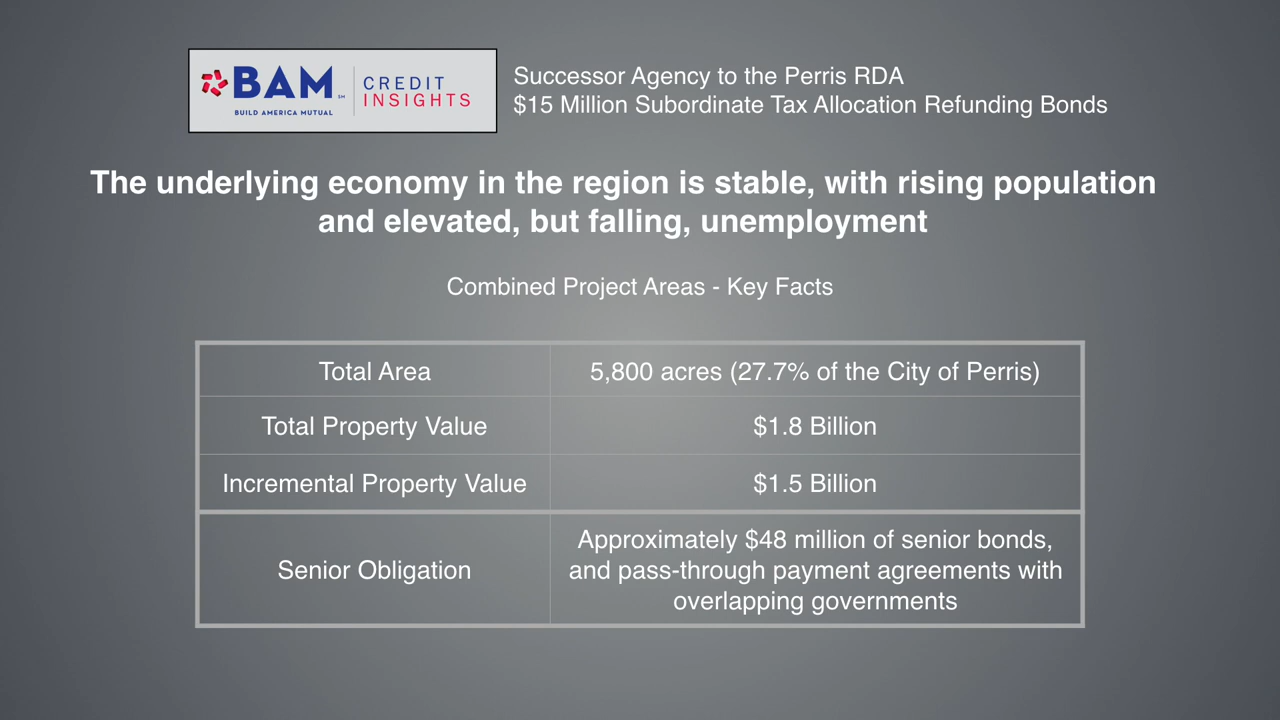 BAM SM
BUILD AMERICA MUTUAL
CREDIT
INSIGHTS
Successor Agency to the Perris RDA
$15 Million Subordinate Tax Allocation Refunding Bonds
The underlying economy in the region is stable, with rising population
and elevated, but falling, unemployment
Combined Project Areas - Key Facts
Total Area
5,800 acres (27.7% of the City of Perris)
Total Property Value
$1.8 Billion
Incremental Property Value
$1.5 Billion
Senior Obligation
Approximately $48 million of senior bonds,
and pass-through payment agreements with
overlapping governments